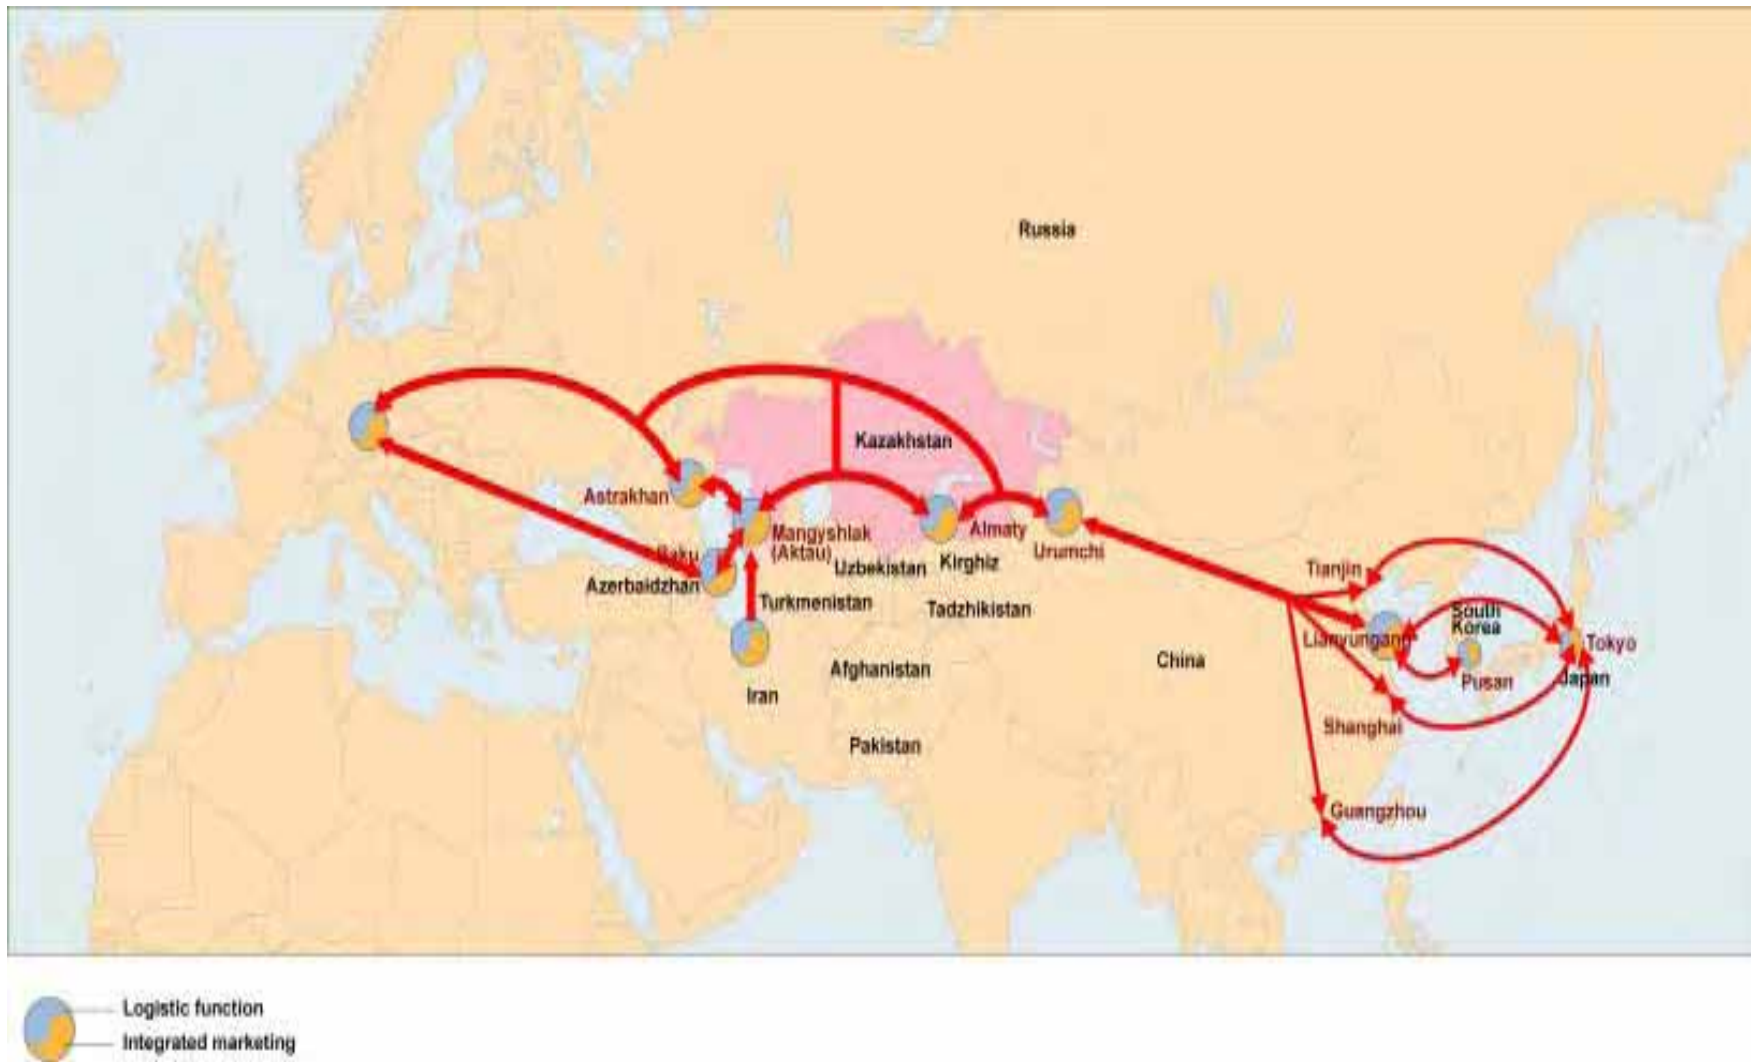 Russia
Kazakhstan
Astrakhan
Mangyshlak
(Aktau)
Almaty
Urumchi
Baku
Azerbaidzhan
Uzbekistan
Kirghiz
Turkmenistan
Tadzhikistan
Tianjin
South
Korea
Lianyungang
Tokyo
China
Afghanistan
Iran
Pusan
Japan
Shanghai
Pakistan
Guangzhou
Logistic function
Integrated marketing